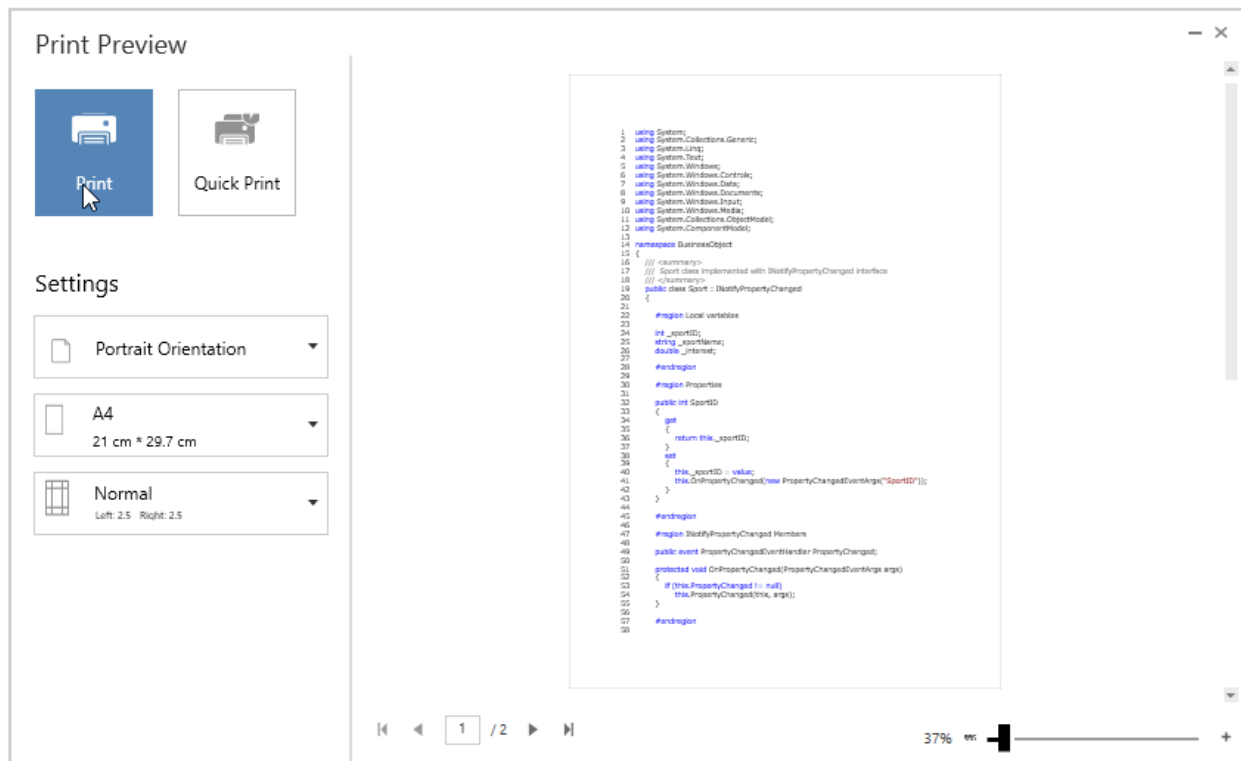 Print Preview
Print
Quick Print
Settings
Portrait Orientation
A4
21 cm * 29.7 cm
Normal
Left: 2.5 Right: 2.5
1 using System;
2 using System.Collections.Generic;
3 using System.Linq;
4 using System.Text;
5 using System.Windows;
6 using System.Windows.Controls;
7 using System.Windows.Data;
8 using System.Windows.Documents;
9 using System.Windows.Input;
10 using System.Windows.Media;
11 using System.Collections.ObjectModel;
12 using System.ComponentModel;
13
14 namespace BusinessObject
15 {
16 /// <summary>
17 /// Sport class implemented with INotifyPropertyChanged interface
18 /// </summary>
19 public class Sport : INotifyPropertyChanged
20 {
21
22 #region Local variables
23
24 int _sportID;
25 string _sportName;
26 double _interest;
27
28 #endregion
29
30 #region Properties
31
32 public int SportID
33 {
34 get
35 {
36 return this._sportID;
37 }
38 set
39 {
40 this._sportID = value;
41 this.OnPropertyChanged(new PropertyChangedEventArgs("SportID"));
42 }
43 }
44
45 #endregion
46
47 #region INotifyPropertyChanged Members
48
49 public event PropertyChangedEventHandler PropertyChanged;
50
51 protected void OnPropertyChanged(PropertyChangedEventArgs args)
52 {
53 if (this.PropertyChanged != null)
54 this.PropertyChanged(this, args);
55 }
56
57 #endregion
58
1 / 2
37%